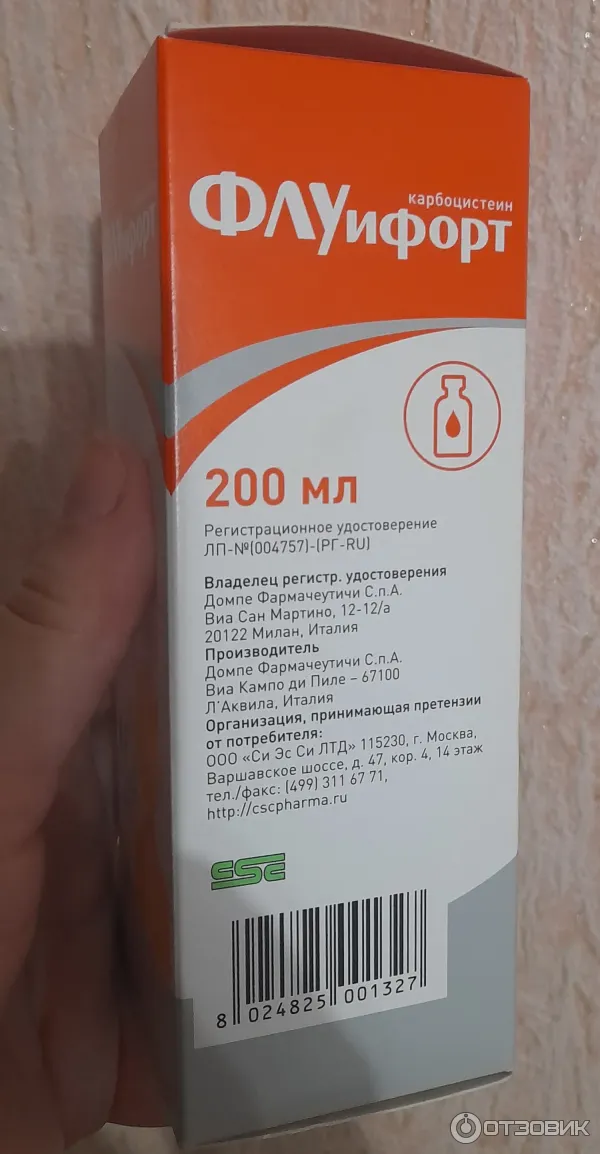 карбоцистеин
ФЛУифорт
Уифорт
200 мл
Регистрационное удостоверение
ЛП-№(004757)-(РГ-RU)
Владелец регистр. удостоверения
Домпе Фармачеутичи С.п.А.
Виа Сан Мартино, 12-12/а
20122 Милан, Италия
Производитель
Домпе Фармачеутичи С.п.А.
Виа Кампо ди Пиле – 67100
Л'Аквила, Италия
Организация, принимающая претензии
от потребителя:
ООО «Си Эс Си ЛТД» 115230, г. Москва,
Варшавское шоссе, д. 47, кор. 4, 14 этаж
тел./факс: (499) 311 67 71,
http://cscpharma.ru
CSC
8 024825 001327
ОТЗОВИК